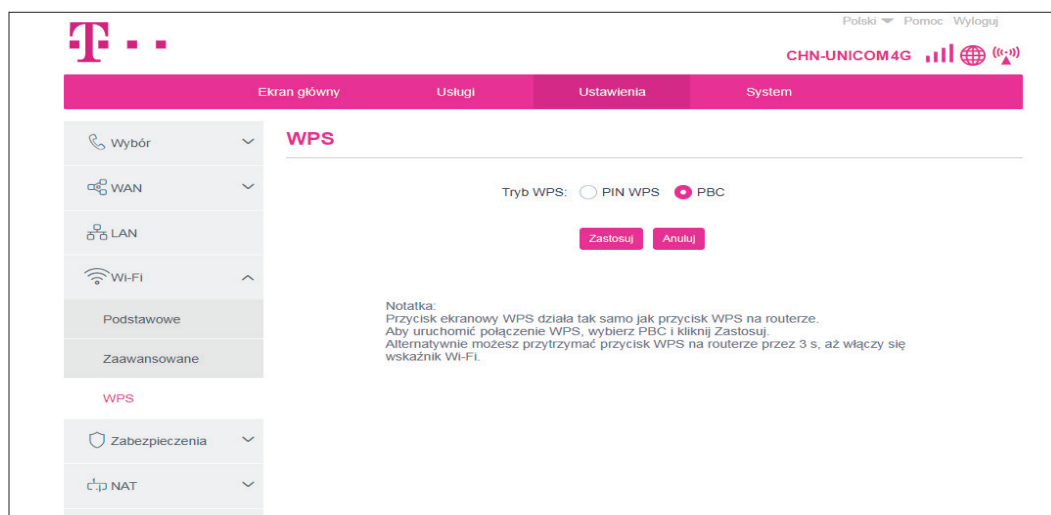 Polski Pomoc Wyloguj
T
CHN-UNICOM4G
Ekran główny Usługi Ustawienia System
Wybór
WAN
LAN
Wi-Fi
Podstawowe
Zaawansowane
WPS
Zabezpieczenia
NAT
WPS
Tryb WPS: PIN WPS PBC
Zastosuj Anuluj
Notatka:
Przycisk ekranowy WPS działa tak samo jak przycisk WPS na routerze.
Aby uruchomić połączenie WPS, wybierz PBC i kliknij Zastosuj.
Alternatywnie możesz przytrzymać przycisk WPS na routerze przez 3 s, aż włączy się
wskaźnik Wi-Fi.